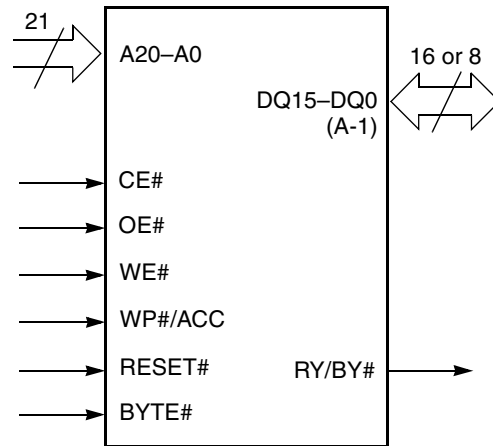 21
A20–A0
16 or 8
DQ15–DQ0
(A-1)
CE#
OE#
WE#
WP#/ACC
RESET#
RY/BY#
BYTE#